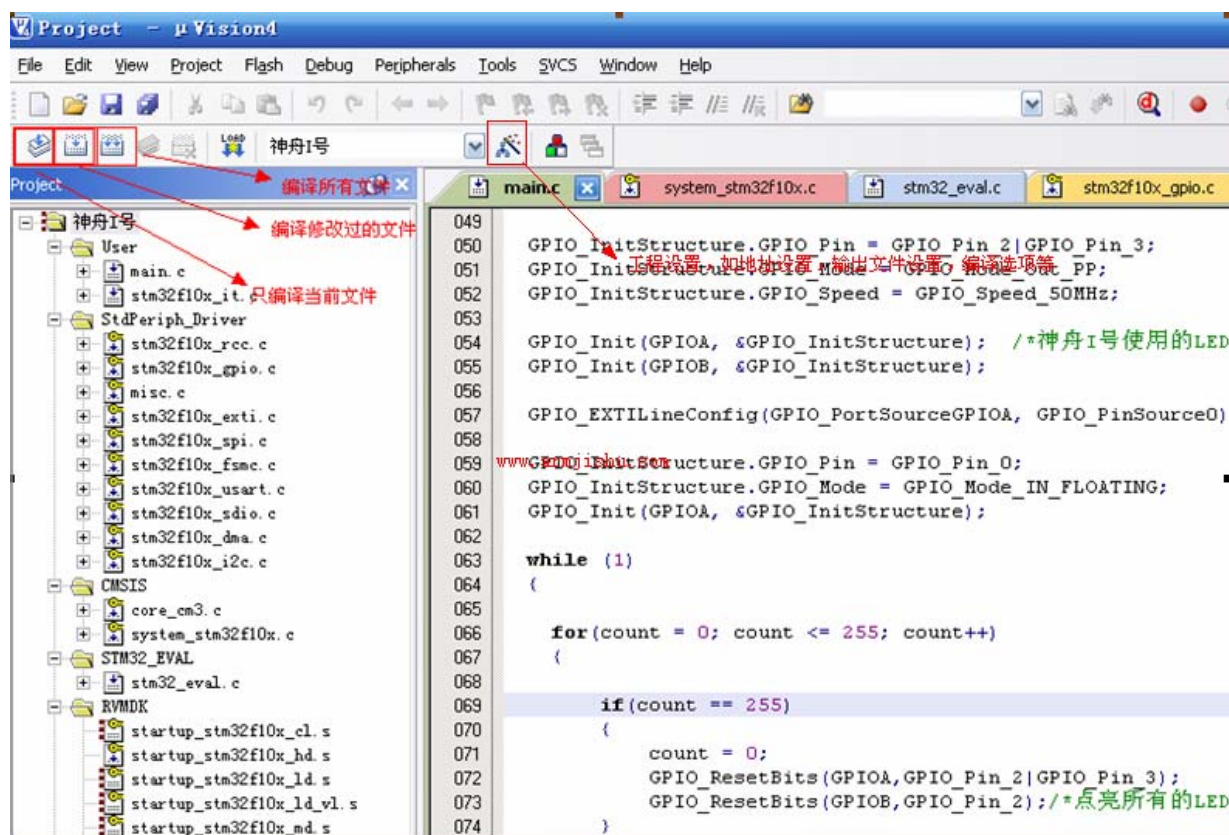 Project - µVision4
File Edit View Project Flash Debug Peripherals Tools SVCS Window Help
LOAD 神舟I号
编译所有文件
编译修改过的文件
只编译当前文件
工程设置，如地址设置，输出文件设置，编译选项等
Project
神舟I号
User
main.c
stm32f10x_it.c
StdPeriph_Driver
stm32f10x_rcc.c
stm32f10x_gpio.c
misc.c
stm32f10x_exti.c
stm32f10x_spi.c
stm32f10x_fsmc.c
stm32f10x_usart.c
stm32f10x_sdio.c
stm32f10x_dma.c
stm32f10x_i2c.c
CMSIS
core_cm3.c
system_stm32f10x.c
STM32_EVAL
stm32_eval.c
RVMDK
startup_stm32f10x_cl.s
startup_stm32f10x_hd.s
startup_stm32f10x_ld.s
startup_stm32f10x_ld_vl.s
startup_stm32f10x_md.s
main.c system_stm32f10x.c stm32_eval.c stm32f10x_gpio.c
049
050 GPIO_InitStructure.GPIO_Pin = GPIO_Pin_2|GPIO_Pin_3;
051 GPIO_InitStructure.GPIO_Mode = GPIO_Mode_Out_PP;
052 GPIO_InitStructure.GPIO_Speed = GPIO_Speed_50MHz;
053
054 GPIO_Init(GPIOA, &GPIO_InitStructure); /*神舟I号使用的LED
055 GPIO_Init(GPIOB, &GPIO_InitStructure);
056
057 GPIO_EXTILineConfig(GPIO_PortSourceGPIOA, GPIO_PinSource0)
058
059 GPIO_InitStructure.GPIO_Pin = GPIO_Pin_0;
060 GPIO_InitStructure.GPIO_Mode = GPIO_Mode_IN_FLOATING;
061 GPIO_Init(GPIOA, &GPIO_InitStructure);
062
063 while (1)
064 {
065
066 for(count = 0; count <= 255; count++)
067 {
068
069 if(count == 255)
070 {
071 count = 0;
072 GPIO_ResetBits(GPIOA,GPIO_Pin_2|GPIO_Pin_3);
073 GPIO_ResetBits(GPIOB,GPIO_Pin_2);/*点亮所有的LED
074 }